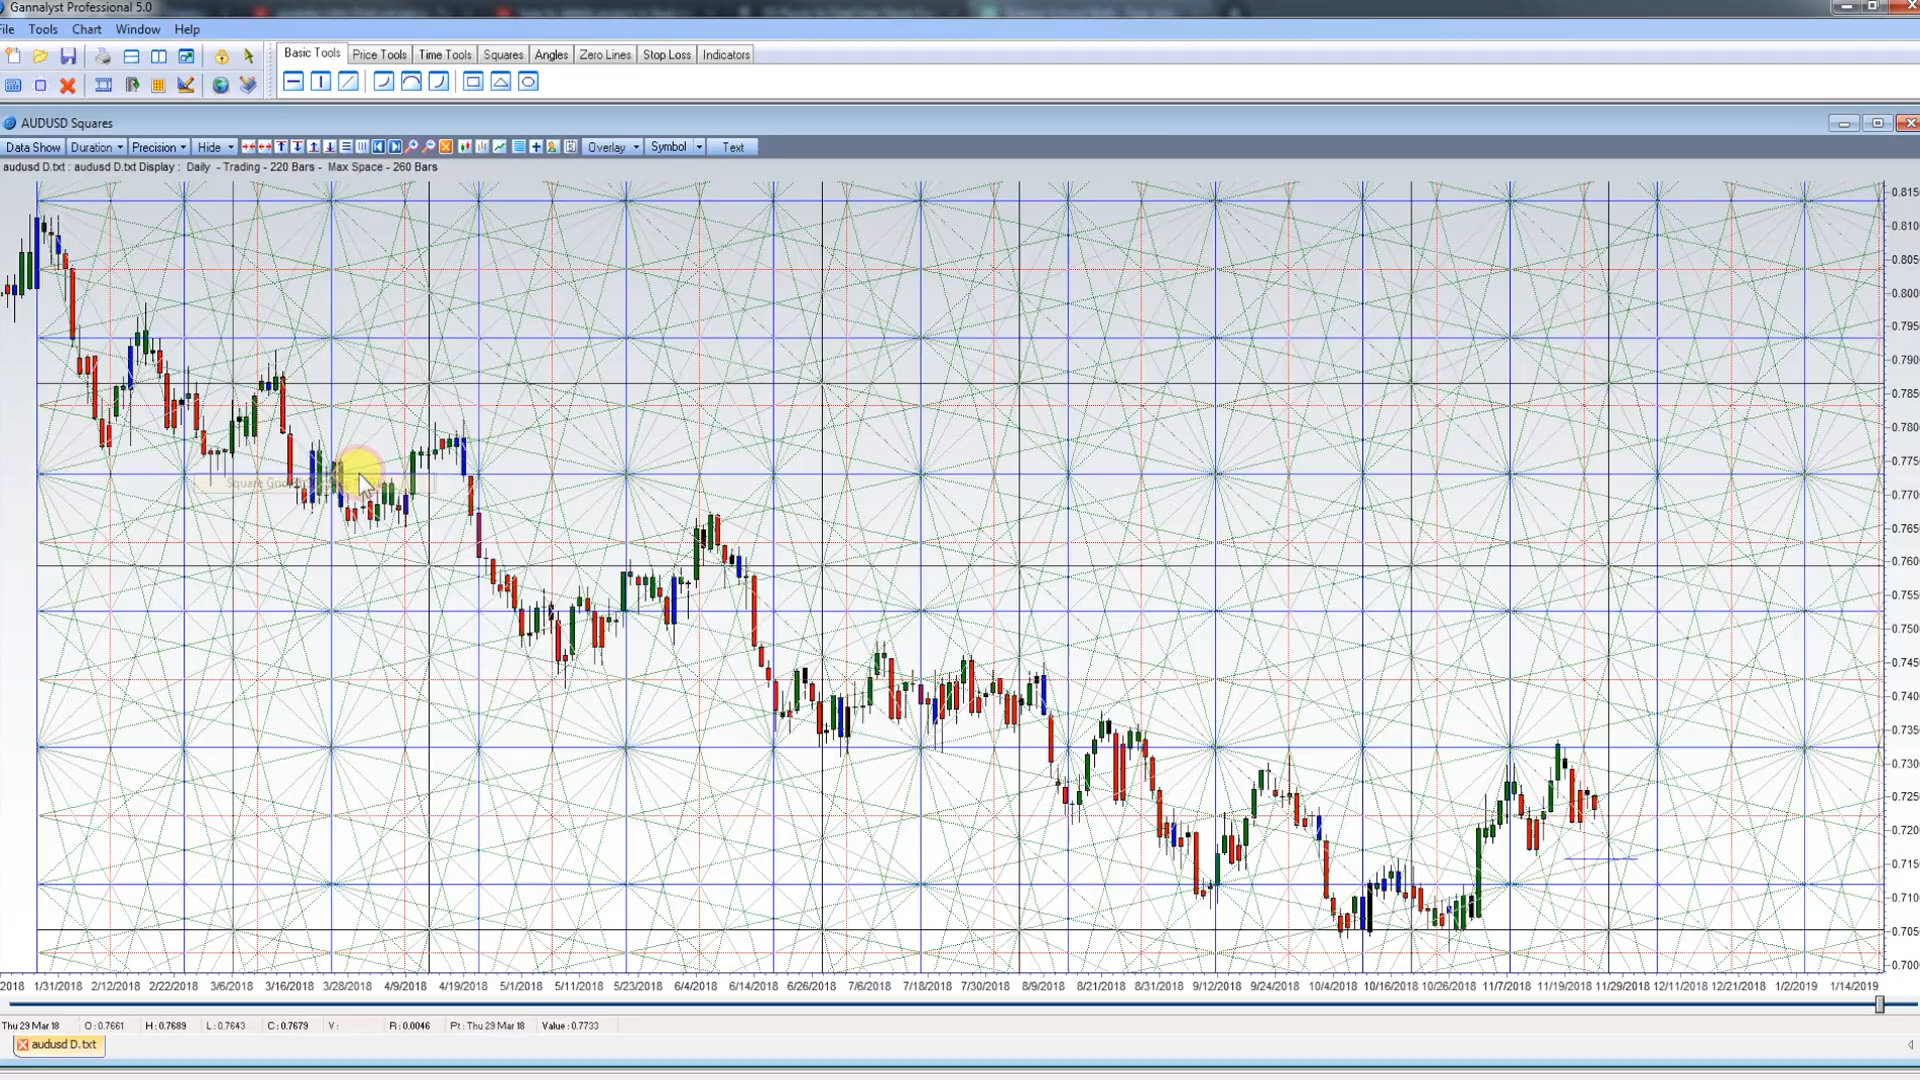 Gannalyst Professional 5.0
File Tools Chart Window Help
Basic Tools Price Tools Time Tools Squares Angles Zero Lines Stop Loss Indicators
AUDUSD Squares
Data Show Duration Precision Hide Overlay Symbol Text
audusd D.txt : audusd D.txt Display : Daily - Trading - 220 Bars - Max Space - 260 Bars
0.815
0.810
0.805
0.800
0.795
0.790
0.785
0.780
0.775
0.770
0.765
0.760
0.755
0.750
0.745
0.740
0.735
0.730
0.725
0.720
0.715
0.710
0.705
0.700
2018 1/31/2018 2/12/2018 2/22/2018 3/6/2018 3/16/2018 3/28/2018 4/9/2018 4/19/2018 5/1/2018 5/11/2018 5/23/2018 6/4/2018 6/14/2018 6/26/2018 7/6/2018 7/18/2018 7/30/2018 8/9/2018 8/21/2018 8/31/2018 9/12/2018 9/24/2018 10/4/2018 10/16/2018 10/26/2018 11/7/2018 11/19/2018 11/29/2018 12/11/2018 12/21/2018 1/2/2019 1/14/2019
Thu 29 Mar 18 O : 0.7661 H : 0.7689 L : 0.7643 C : 0.7679 V : R : 0.0046 Pt : Thu 29 Mar 18 Value : 0.7733
audusd D.txt